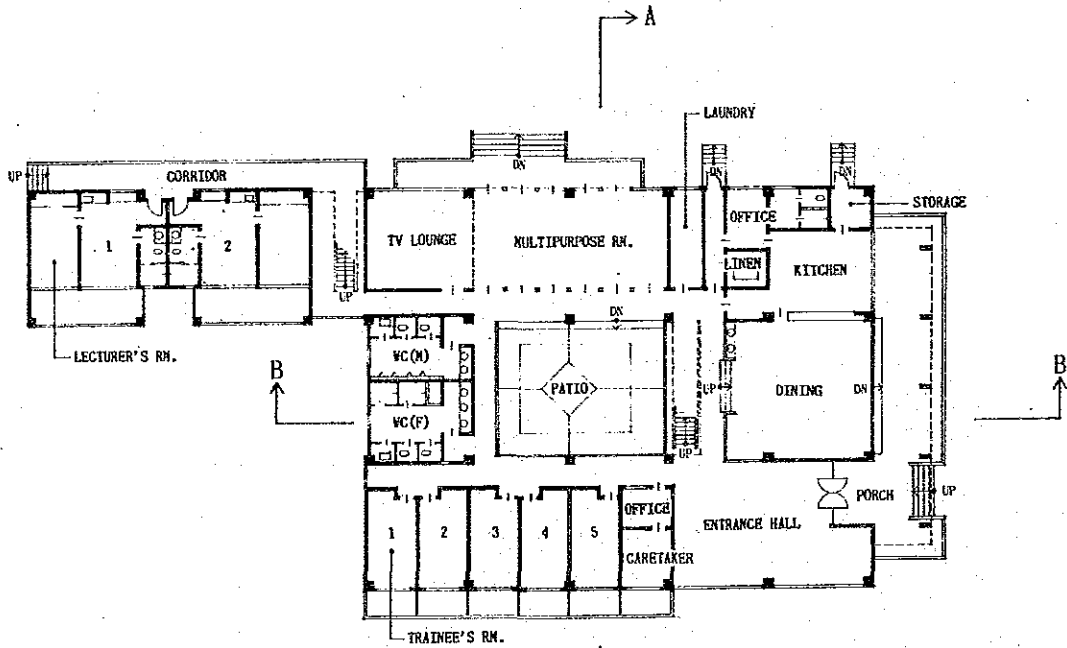 A
LAUNDRY
DN
DN
DN
UP
CORRIDOR
STORAGE
OFFICE
1
2
TV LOUNGE
MULTIPURPOSE RM.
LINEN
KITCHEN
UP
DN
LECTURER'S RM.
WC(M)
B
PATIO
UP
DINING
DN
B
WC(F)
UP
PORCH
UP
OFFICE
ENTRANCE HALL
1
2
3
4
5
CARETAKER
TRAINEE'S RM.